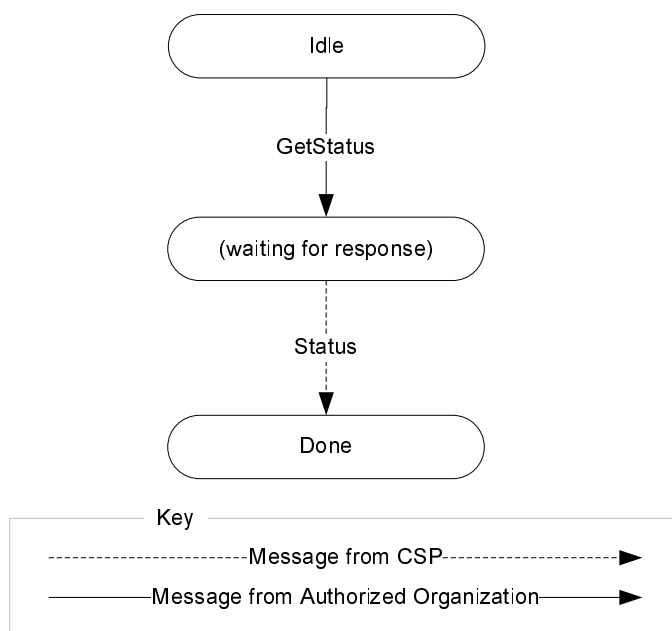 Idle
GetStatus
(waiting for response)
Status
Done
Key
Message from CSP
Message from Authorized Organization